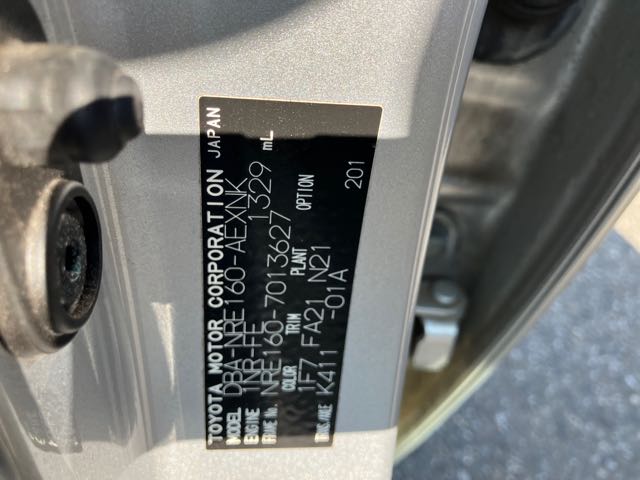 TOYOTA MOTOR CORPORATION JAPAN
MODEL DBA-NRE160-AEXNK
ENGINE 1NR-FE 1329 mL
FRAME No. NRE160-7013627
COLOR TRIM PLANT OPTION
1F7 FA21 N21 201
TRANS./AXLE K411 -01A